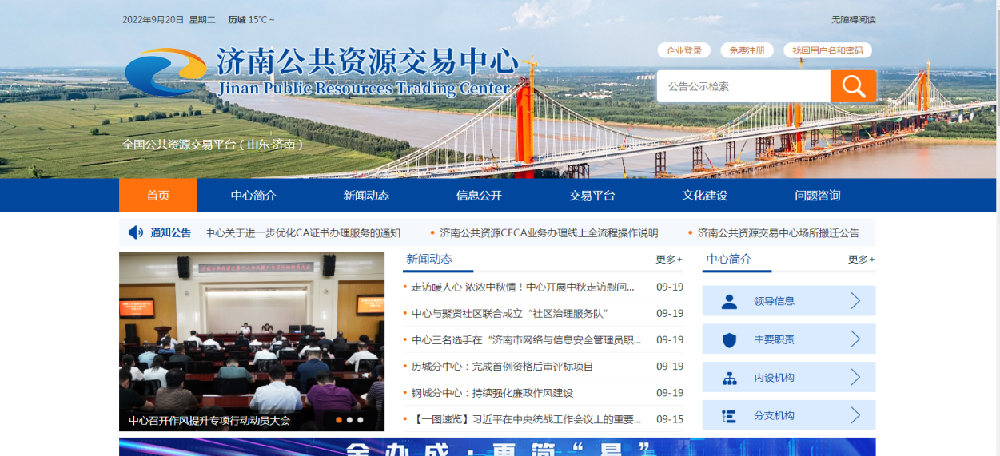 2022年9月20日 星期二 历城 15℃～
无障碍阅读
济南公共资源交易中心
Jinan Public Resources Trading Center
企业登录 免费注册 找回用户名和密码
公告公示检索
全国公共资源交易平台（山东·济南）
首页 中心简介 新闻动态 信息公开 交易平台 文化建设 问题咨询
通知公告 中心关于进一步优化CA证书办理服务的通知 济南公共资源CFCA业务办理线上全流程操作说明 济南公共资源交易中心场所搬迁公告
新闻动态 更多+
走访暖人心 浓浓中秋情！中心开展中秋走访慰问... 09-19
中心与聚贤社区联合成立“社区治理服务队” 09-19
中心三名选手在“济南市网络与信息安全管理员职... 09-19
历城分中心：完成首例资格后审评标项目 09-19
钢城分中心：持续强化廉政作风建设 09-19
【一图速览】习近平在中央统战工作会议上的重要... 09-15
中心简介 更多+
领导信息
主要职责
内设机构
分支机构
中心召开作风提升专项行动动员大会